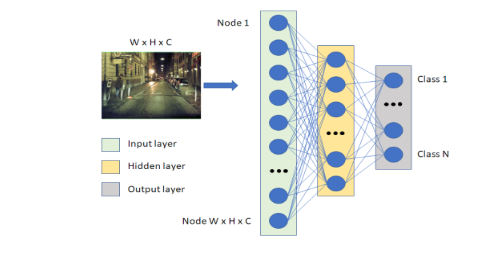 Node 1
W x H x C
Class 1
•••
Input layer
•••
Hidden layer
Class N
•••
Output layer
Node W x H x C